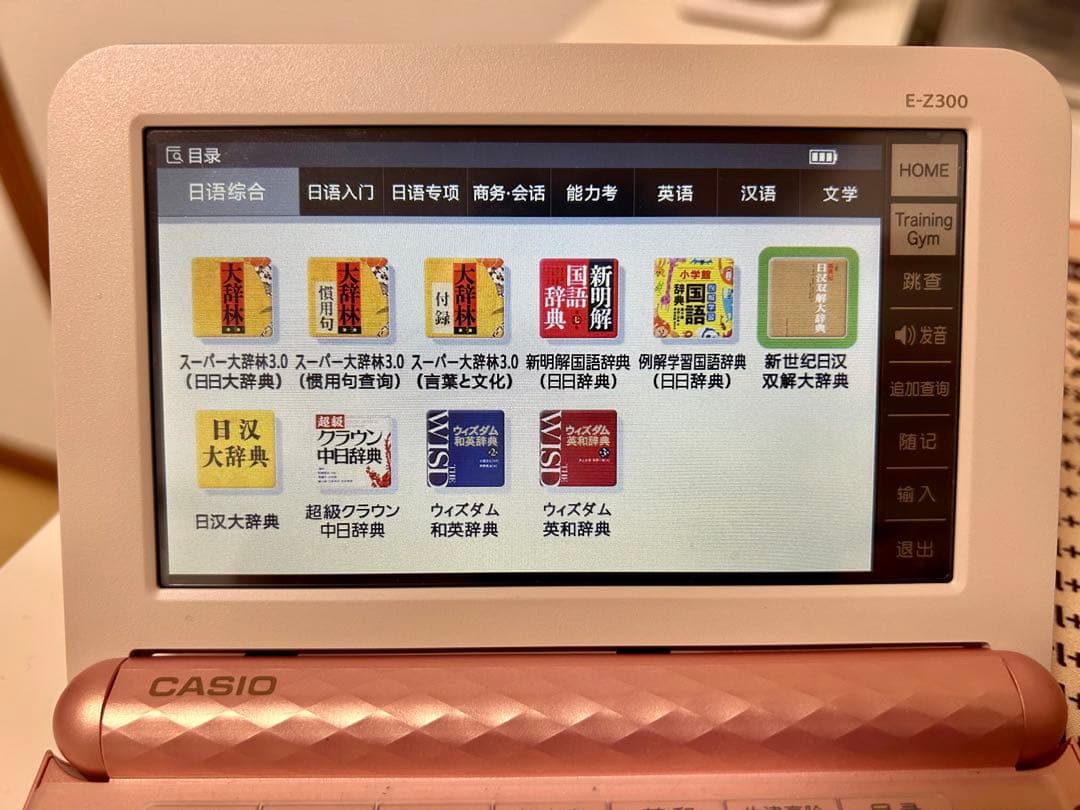 E-Z300
目录
日语综合 日语入门 日语专项 商务·会话 能力考 英语 汉语 文学
HOME
Training
Gym
跳查
发音
追加查询
随记
输入
退出
大辞林
大辞林
慣用句
大辞林
付録
新明解
国語
辞典
小学館
例解学習
国語
辞典
新世纪
日汉双解大辞典
スーパー大辞林3.0
(日日大辞典)
スーパー大辞林3.0
(惯用句查询)
スーパー大辞林3.0
(言葉と文化)
新明解国語辞典
(日日辞典)
例解学習国語辞典
(日日辞典)
新世纪日汉
双解大辞典
日汉
大辞典
超級
クラウン
中日辞典
ウィズダム
和英辞典
2
THE
WISD
ウィズダム
英和辞典
3
THE
WISD
日汉大辞典
超級クラウン
中日辞典
ウィズダム
和英辞典
ウィズダム
英和辞典
CASIO